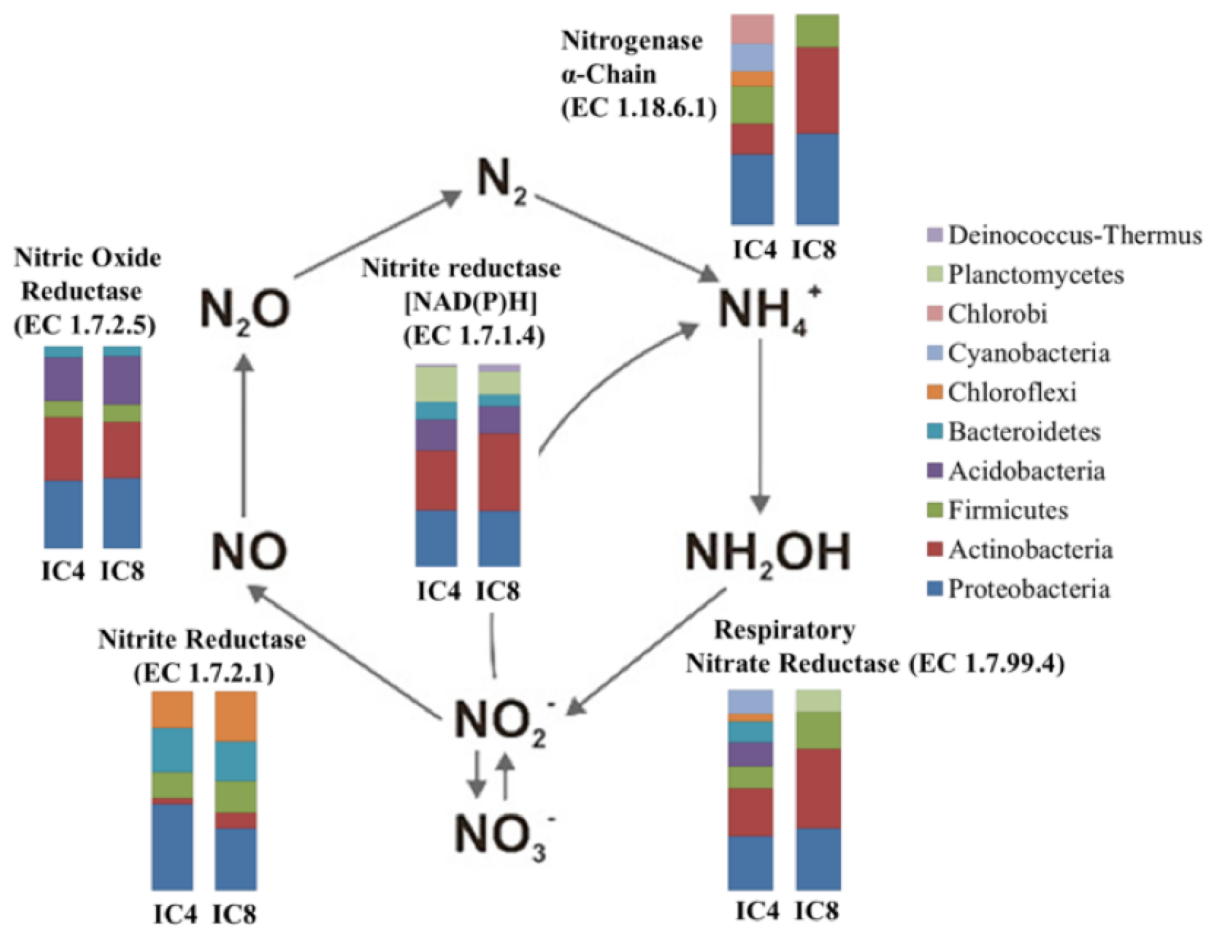 Nitrogenase
α-Chain
(EC 1.18.6.1)
IC4 IC8
N₂
Nitric Oxide
Reductase
(EC 1.7.2.5)
IC4 IC8
N₂O
Nitrite reductase
[NAD(P)H]
(EC 1.7.1.4)
IC4 IC8
NH₄⁺
Deinococcus-Thermus
Planctomycetes
Chlorobi
Cyanobacteria
Chloroflexi
Bacteroidetes
Acidobacteria
Firmicutes
Actinobacteria
Proteobacteria
NO
NH₂OH
Nitrite Reductase
(EC 1.7.2.1)
IC4 IC8
Respiratory
Nitrate Reductase (EC 1.7.99.4)
IC4 IC8
NO₂⁻
NO₃⁻